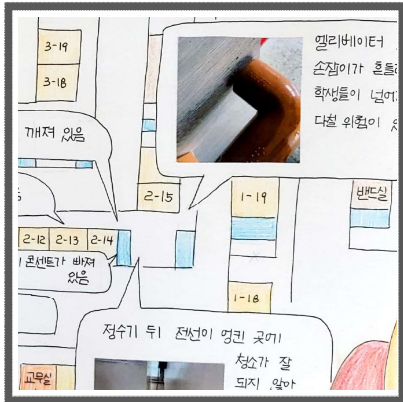 3-19
3-18
엘리베이터
손잡이가 흔들
학생들이 넘어
다칠 위험이
깨져 있음
2-15
1-19
밴드실
2-12 2-13 2-14
콘센트가 빠져
있음
1-18
정수기 뒤 전선이 엉킨 곳에
청소가 잘
되지 않아
교무실